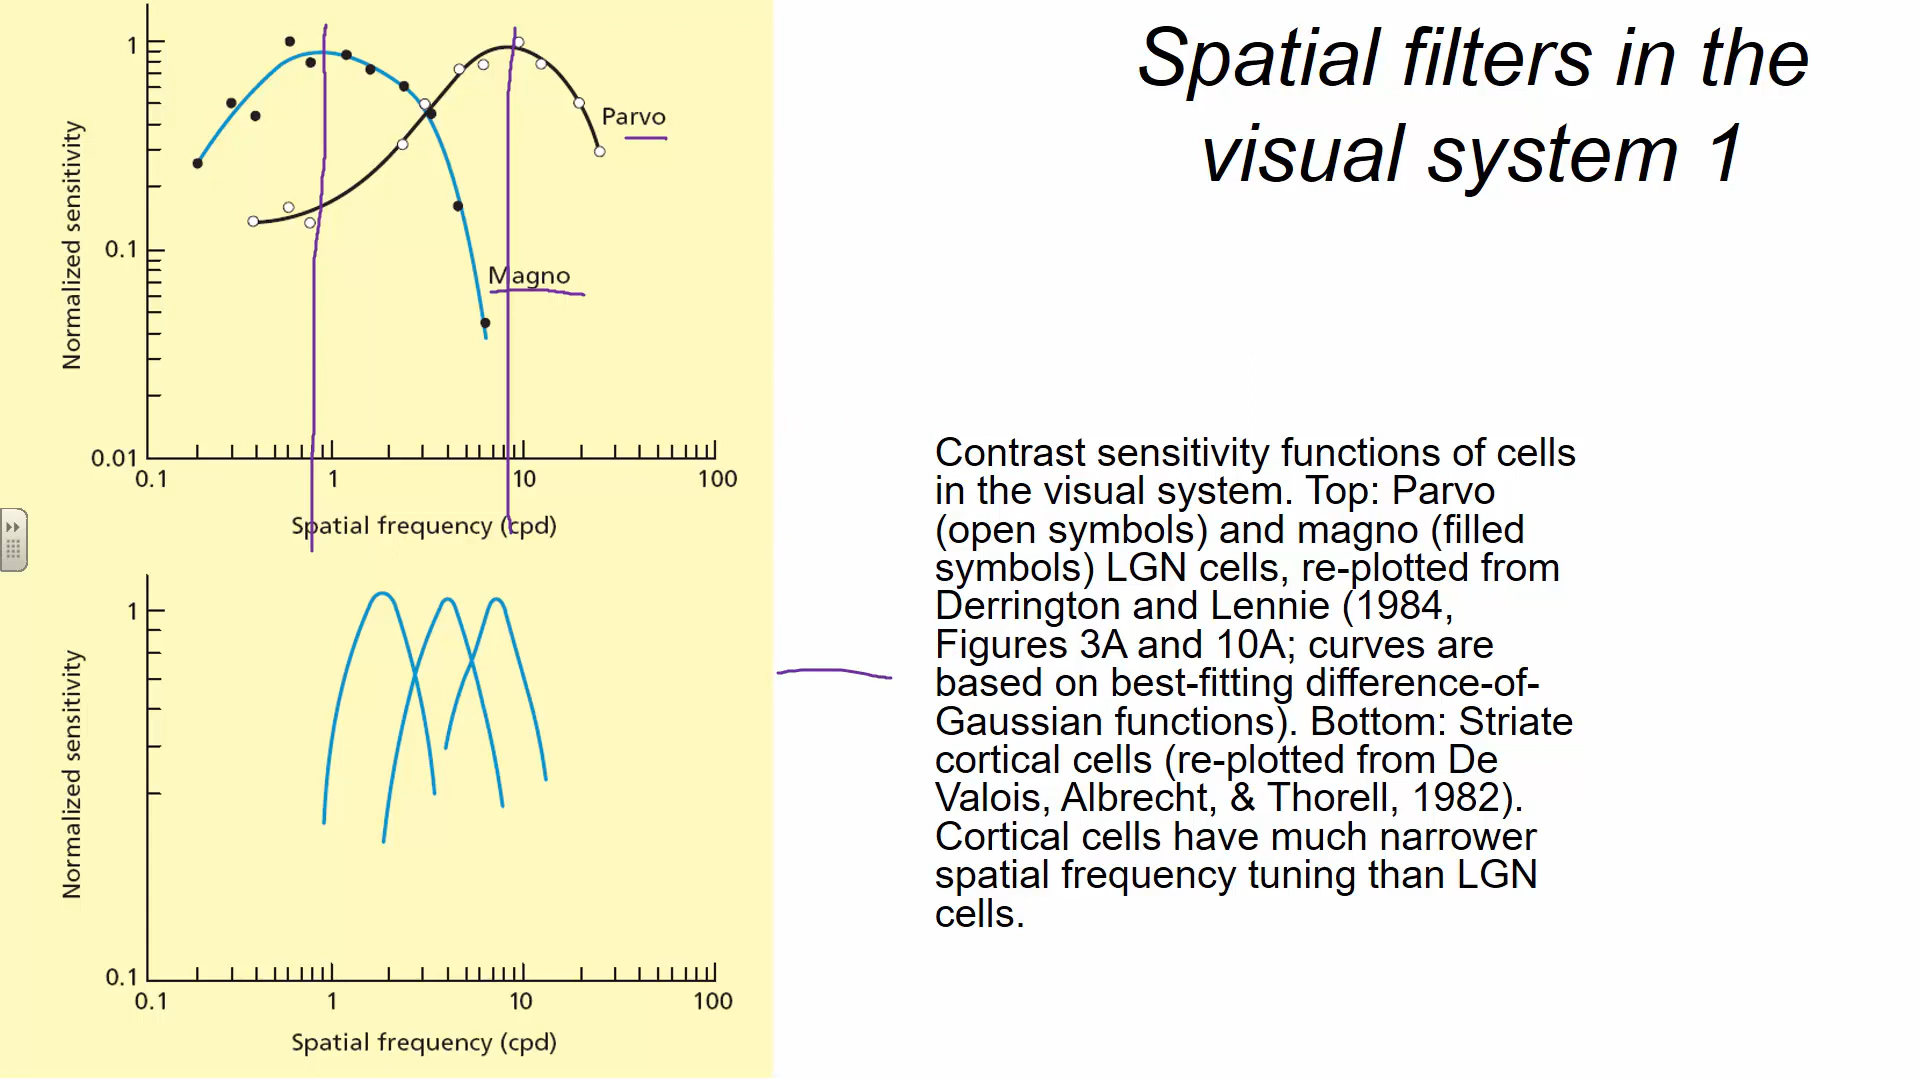 Spatial filters in the
visual system 1
1
0.1
0.01
Normalized sensitivity
Parvo
Magno
0.1
1
10
100
Spatial frequency (cpd)
1
0.1
Normalized sensitivity
0.1
1
10
100
Spatial frequency (cpd)
Contrast sensitivity functions of cells
in the visual system. Top: Parvo
(open symbols) and magno (filled
symbols) LGN cells, re-plotted from
Derrington and Lennie (1984,
Figures 3A and 10A; curves are
based on best-fitting difference-of-
Gaussian functions). Bottom: Striate
cortical cells (re-plotted from De
Valois, Albrecht, & Thorell, 1982).
Cortical cells have much narrower
spatial frequency tuning than LGN
cells.